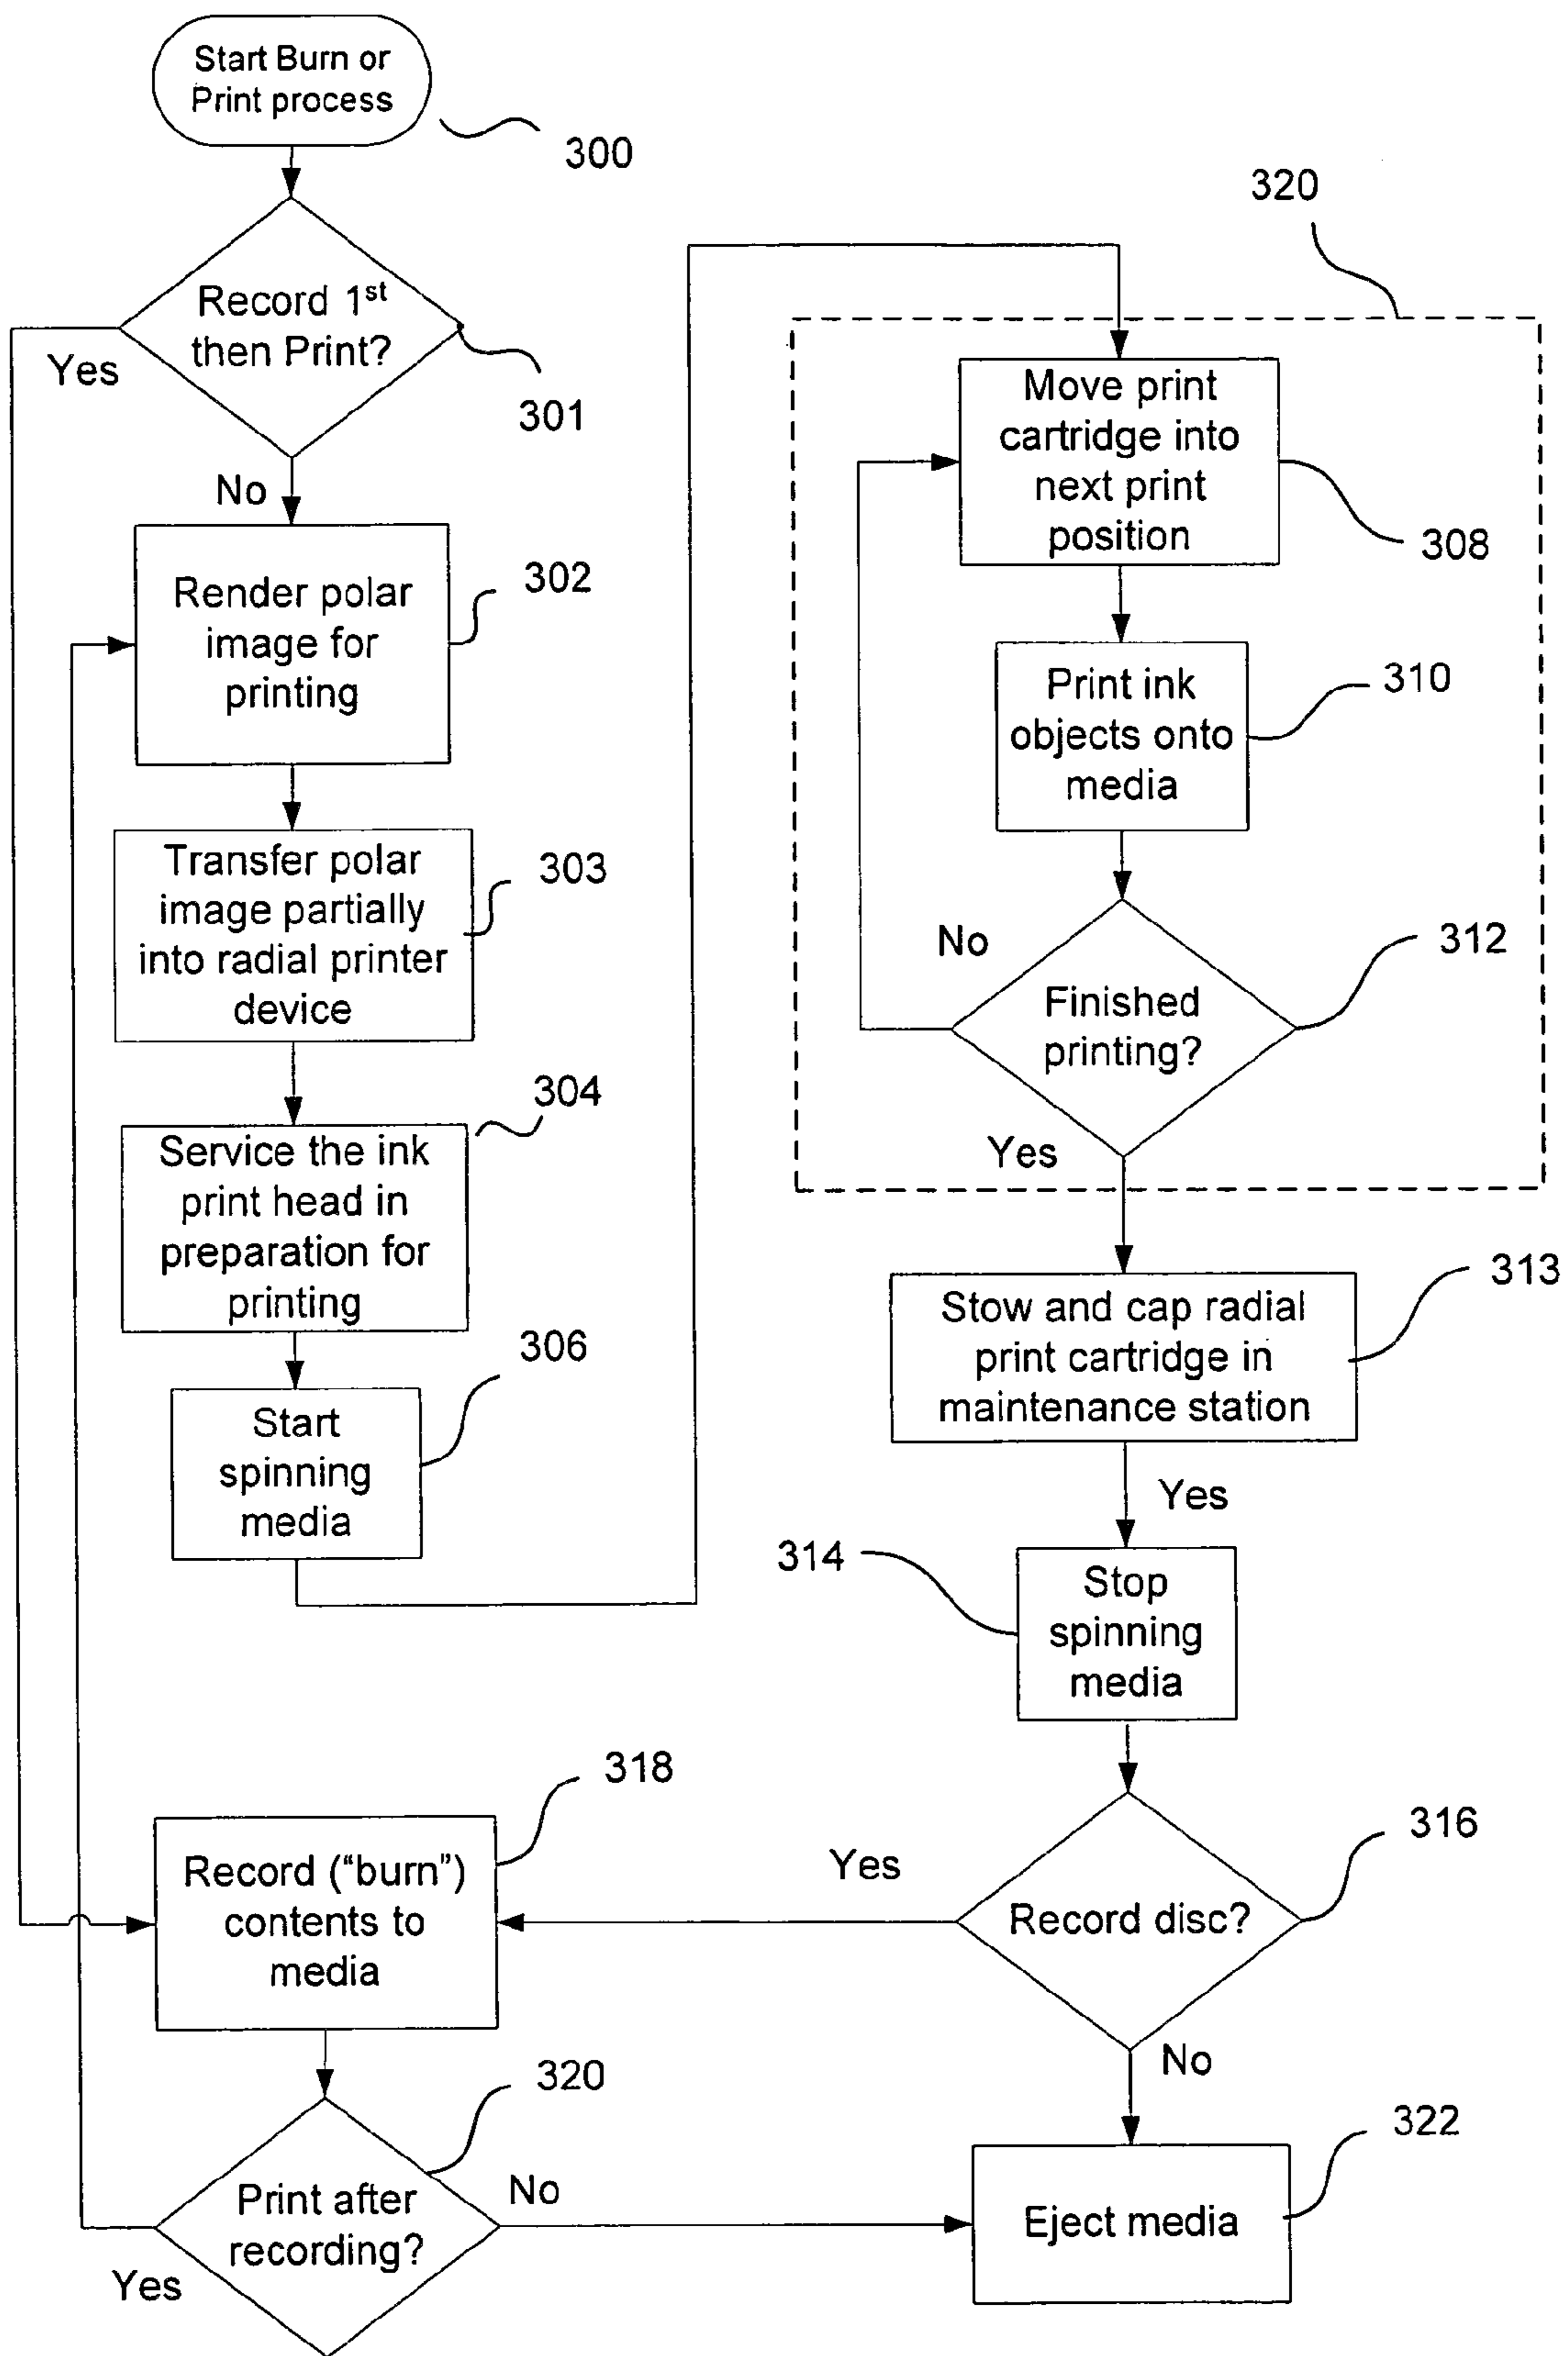 Start Burn or
Print process
300
Record 1st
then Print?
301
Yes
No
Render polar
image for
printing
302
Transfer polar
image partially
into radial printer
device
303
Service the ink
print head in
preparation for
printing
304
Start
spinning
media
306
320
Move print
cartridge into
next print
position
308
Print ink
objects onto
media
310
Finished
printing?
312
No
Yes
Stow and cap radial
print cartridge in
maintenance station
313
Yes
Stop
spinning
media
314
Record disc?
316
Yes
No
Record (“burn”)
contents to
media
318
Print after
recording?
320
No
Yes
Eject media
322